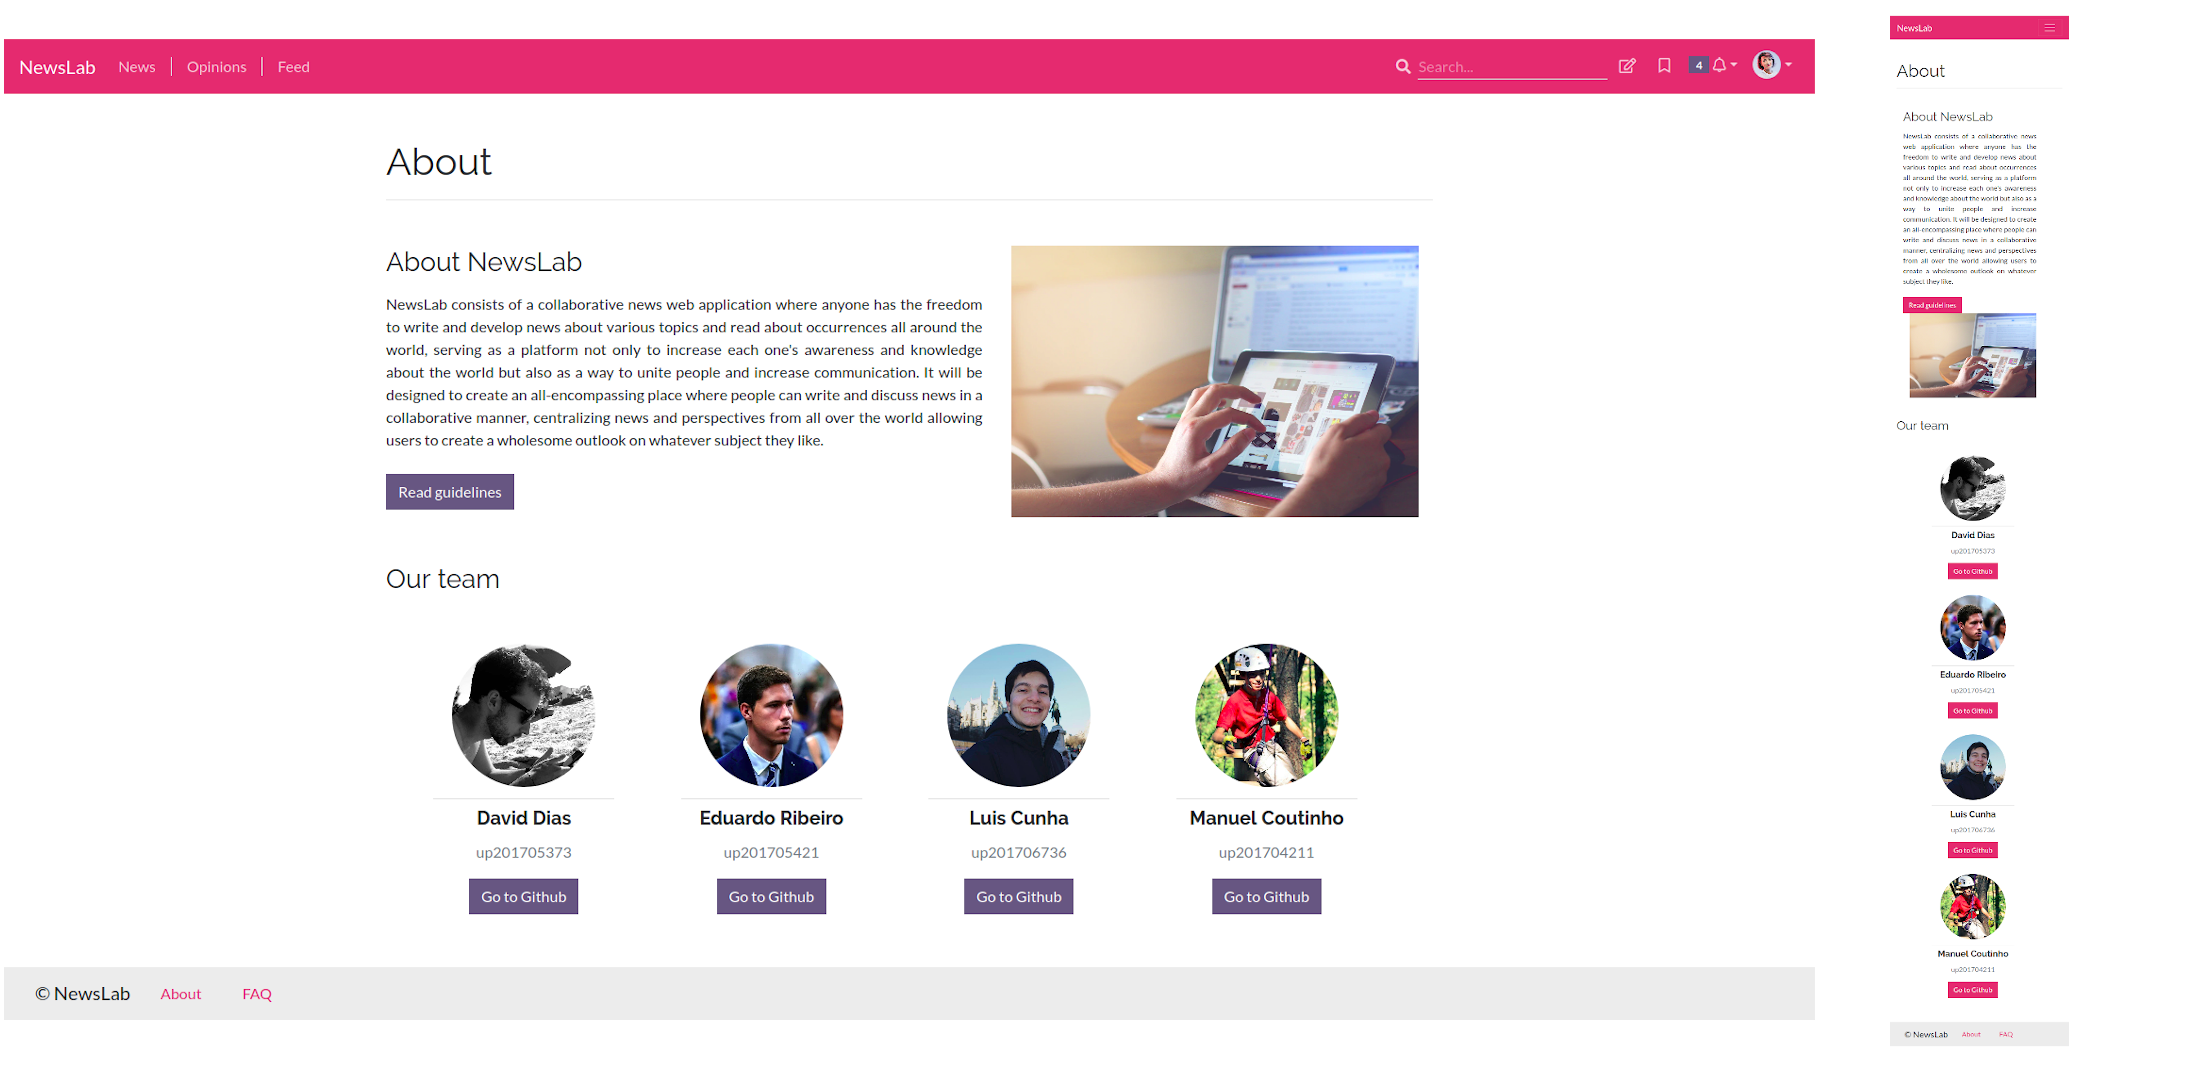 NewsLab News Opinions Feed Search... 4
About
About NewsLab
NewsLab consists of a collaborative news web application where anyone has the freedom
to write and develop news about various topics and read about occurrences all around the
world, serving as a platform not only to increase each one's awareness and knowledge
about the world but also as a way to unite people and increase communication. It will be
designed to create an all-encompassing place where people can write and discuss news in a
collaborative manner, centralizing news and perspectives from all over the world allowing
users to create a wholesome outlook on whatever subject they like.
Read guidelines
Our team
David Dias Eduardo Ribeiro Luis Cunha Manuel Coutinho
up201705373 up201705421 up201706736 up201704211
Go to Github Go to Github Go to Github Go to Github
© NewsLab About FAQ
NewsLab
About
About NewsLab
NewsLab consists of a collaborative news
web application where anyone has the
freedom to write and develop news about
various topics and read about occurrences
all around the world, serving as a platform
not only to increase each one's awareness
and knowledge about the world but also as a
way to unite people and increase
communication. It will be designed to create
an all-encompassing place where people can
write and discuss news in a collaborative
manner, centralizing news and perspectives
from all over the world allowing users to
create a wholesome outlook on whatever
subject they like.
Read guidelines
Our team
David Dias
up201705373
Go to Github
Eduardo Ribeiro
up201705421
Go to Github
Luis Cunha
up201706736
Go to Github
Manuel Coutinho
up201704211
Go to Github
© NewsLab About FAQ